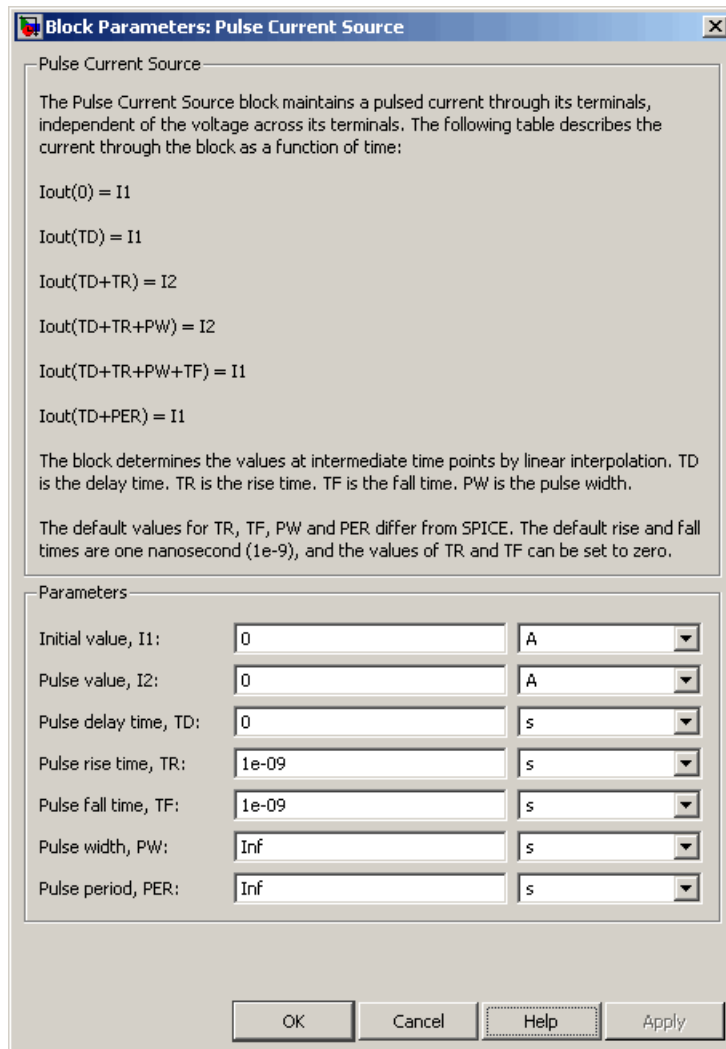 Block Parameters: Pulse Current Source
Pulse Current Source
The Pulse Current Source block maintains a pulsed current through its terminals,
independent of the voltage across its terminals. The following table describes the
current through the block as a function of time:
Iout(0) = I1
Iout(TD) = I1
Iout(TD+TR) = I2
Iout(TD+TR+PW) = I2
Iout(TD+TR+PW+TF) = I1
Iout(TD+PER) = I1
The block determines the values at intermediate time points by linear interpolation. TD
is the delay time. TR is the rise time. TF is the fall time. PW is the pulse width.
The default values for TR, TF, PW and PER differ from SPICE. The default rise and fall
times are one nanosecond (1e-9), and the values of TR and TF can be set to zero.
Parameters
Initial value, I1: 0 A
Pulse value, I2: 0 A
Pulse delay time, TD: 0 s
Pulse rise time, TR: 1e-09 s
Pulse fall time, TF: 1e-09 s
Pulse width, PW: Inf s
Pulse period, PER: Inf s
OK Cancel Help Apply